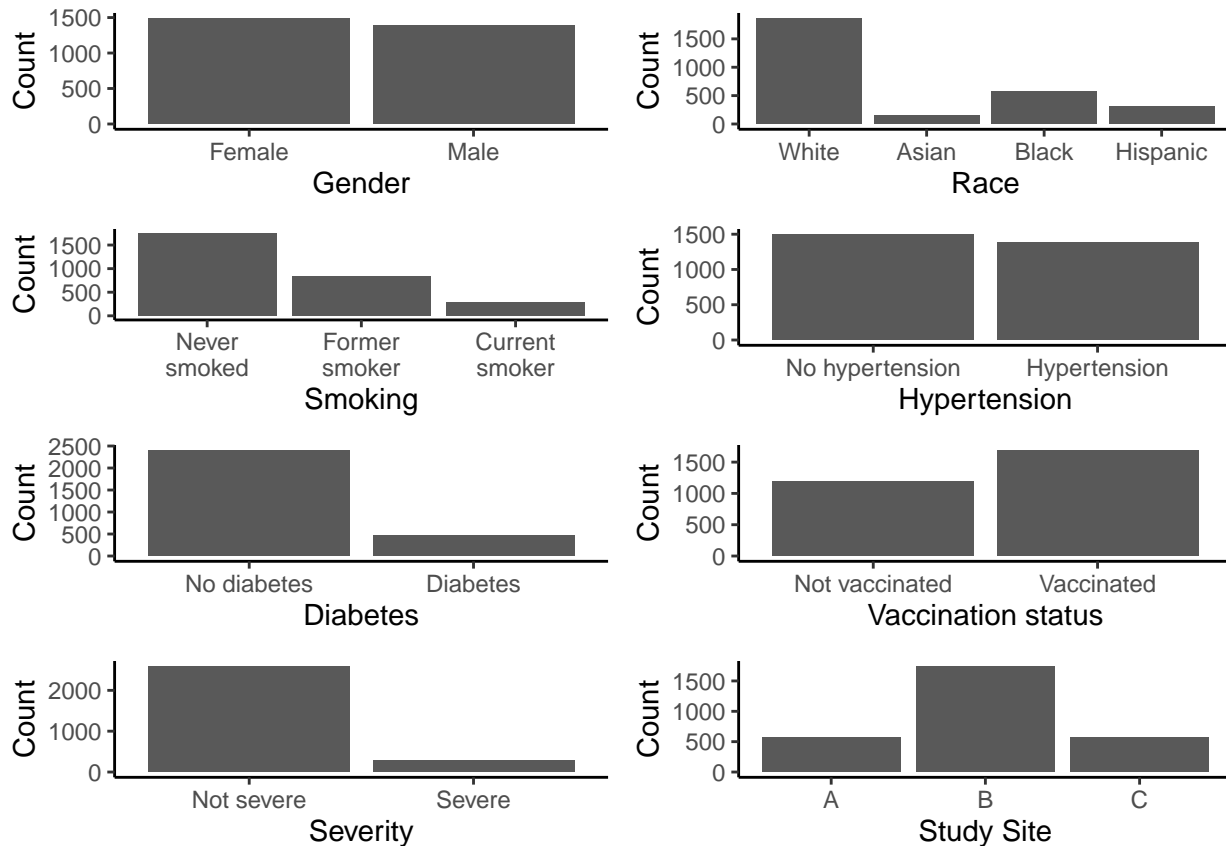 1500
1000
500
0
Count
Female Male
Gender
1500
1000
500
0
Count
White Asian Black Hispanic
Race
1500
1000
500
0
Count
Never smoked Former smoker Current smoker
Smoking
1500
1000
500
0
Count
No hypertension Hypertension
Hypertension
2500
2000
1500
1000
500
0
Count
No diabetes Diabetes
Diabetes
1500
1000
500
0
Count
Not vaccinated Vaccinated
Vaccination status
2000
1000
0
Count
Not severe Severe
Severity
1500
1000
500
0
Count
A B C
Study Site